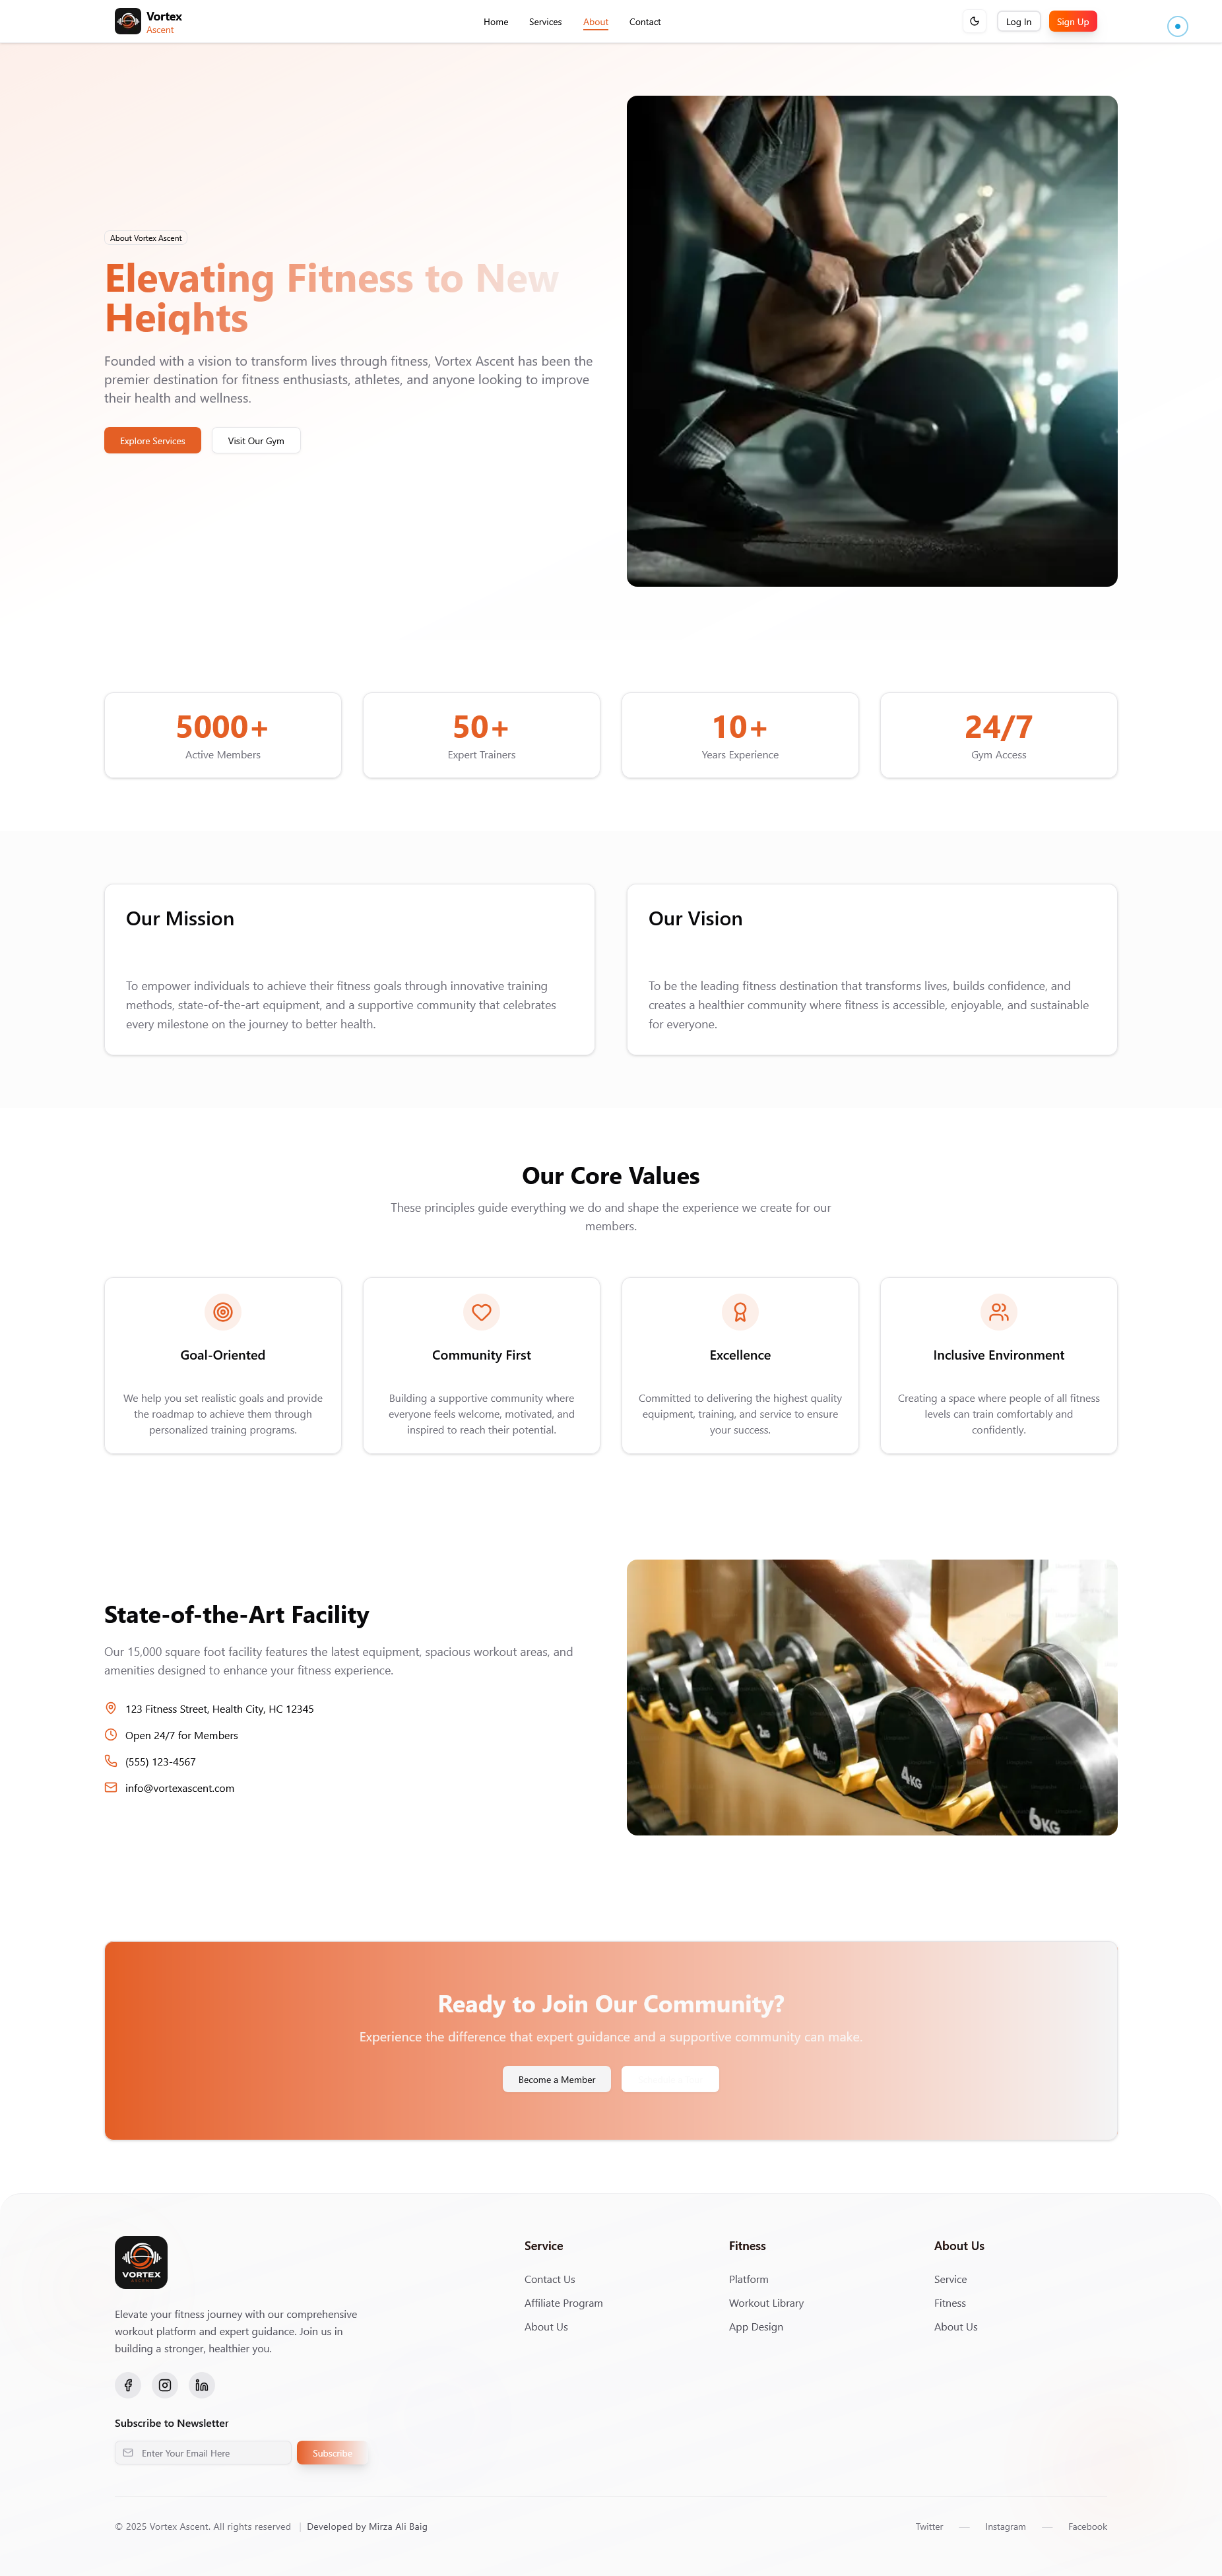 Vortex
Ascent
Home
Services
About
Contact
Log In
Sign Up
About Vortex Ascent
Elevating Fitness to New
Heights
Founded with a vision to transform lives through fitness, Vortex Ascent has been the
premier destination for fitness enthusiasts, athletes, and anyone looking to improve
their health and wellness.
Explore Services
Visit Our Gym
5000+
Active Members
50+
Expert Trainers
10+
Years Experience
24/7
Gym Access
Our Mission
To empower individuals to achieve their fitness goals through innovative training
methods, state-of-the-art equipment, and a supportive community that celebrates
every milestone on the journey to better health.
Our Vision
To be the leading fitness destination that transforms lives, builds confidence, and
creates a healthier community where fitness is accessible, enjoyable, and sustainable
for everyone.
Our Core Values
These principles guide everything we do and shape the experience we create for our
members.
Goal-Oriented
We help you set realistic goals and provide
the roadmap to achieve them through
personalized training programs.
Community First
Building a supportive community where
everyone feels welcome, motivated, and
inspired to reach their potential.
Excellence
Committed to delivering the highest quality
equipment, training, and service to ensure
your success.
Inclusive Environment
Creating a space where people of all fitness
levels can train comfortably and
confidently.
State-of-the-Art Facility
Our 15,000 square foot facility features the latest equipment, spacious workout areas, and
amenities designed to enhance your fitness experience.
123 Fitness Street, Health City, HC 12345
Open 24/7 for Members
(555) 123-4567
info@vortexascent.com
2KG
4KG
4KG
6KG
Ready to Join Our Community?
Experience the difference that expert guidance and a supportive community can make.
Become a Member
VORTEX
Elevate your fitness journey with our comprehensive
workout platform and expert guidance. Join us in
building a stronger, healthier you.
Subscribe to Newsletter
Enter Your Email Here
Subscribe
Service
Contact Us
Affiliate Program
About Us
Fitness
Platform
Workout Library
App Design
About Us
Service
Fitness
About Us
© 2025 Vortex Ascent. All rights reserved | Developed by Mirza Ali Baig
Twitter
Instagram
Facebook